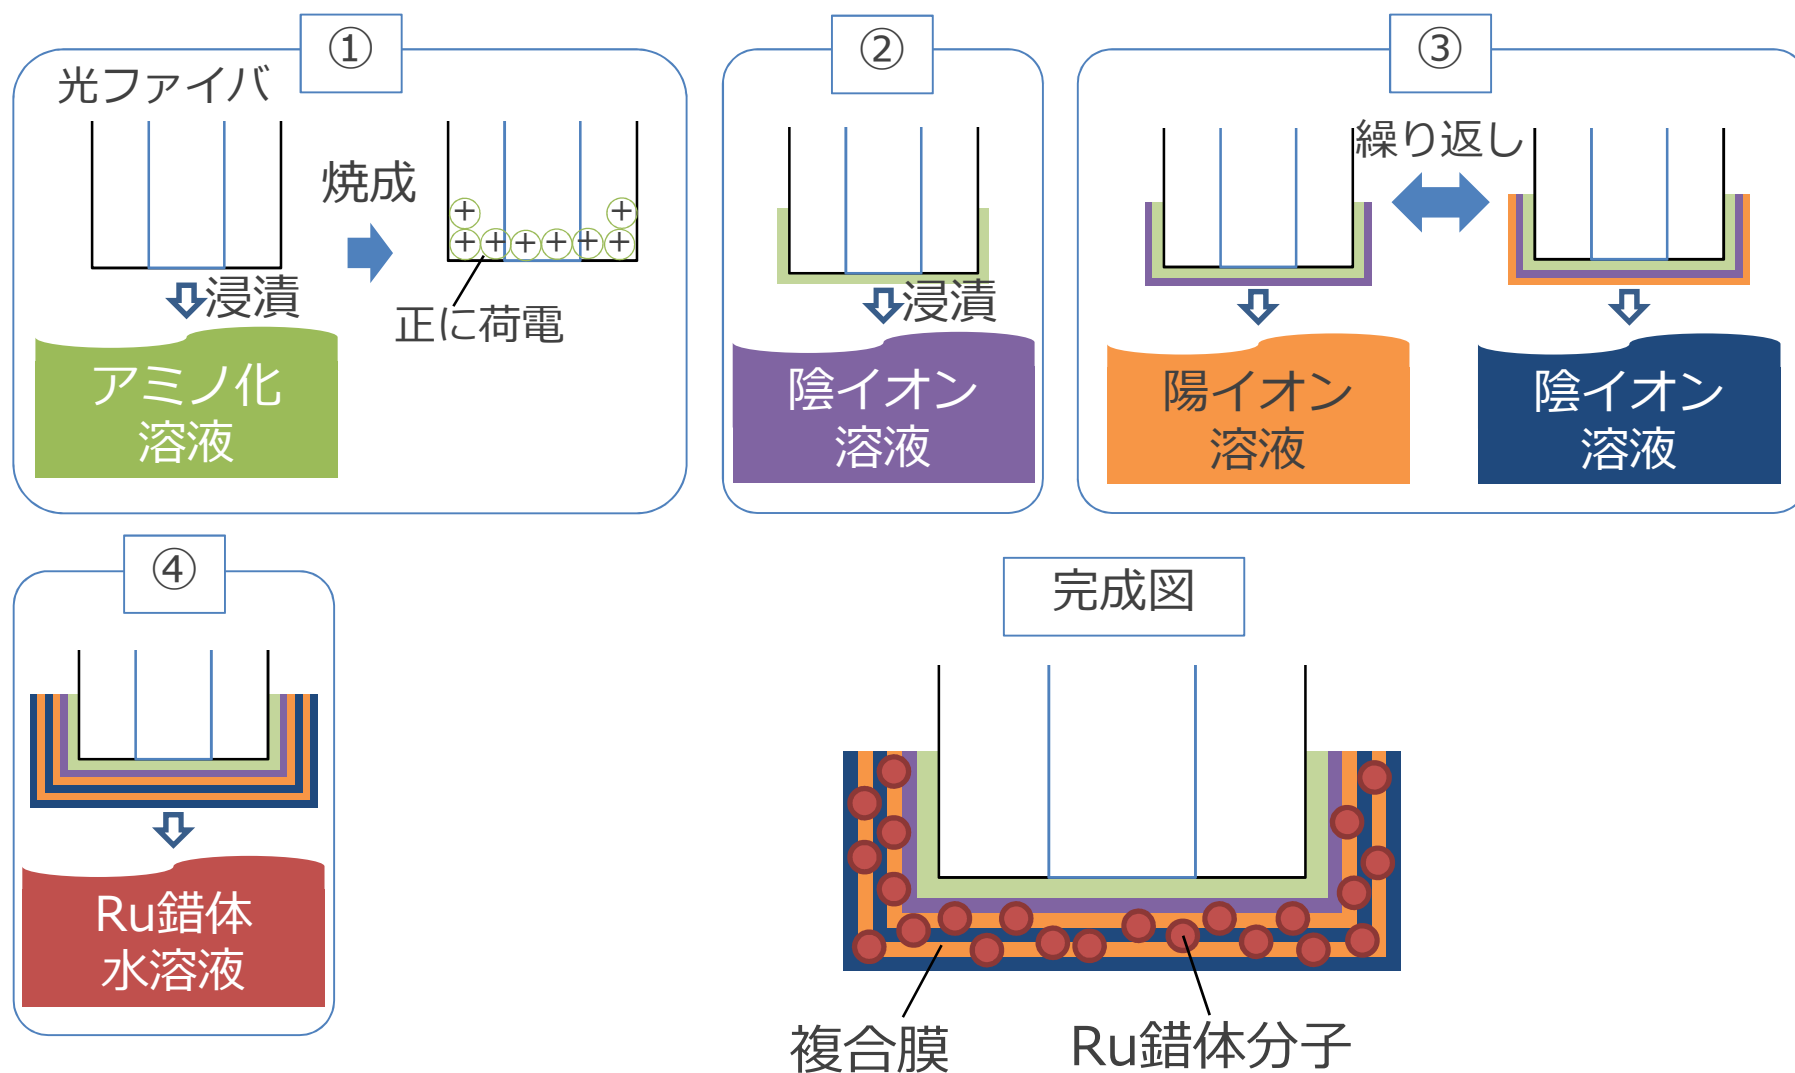 ①
光ファイバ
焼成
浸漬
正に荷電
アミノ化
溶液
②
浸漬
陰イオン
溶液
③
繰り返し
陽イオン
溶液
陰イオン
溶液
④
Ru錯体
水溶液
完成図
複合膜
Ru錯体分子